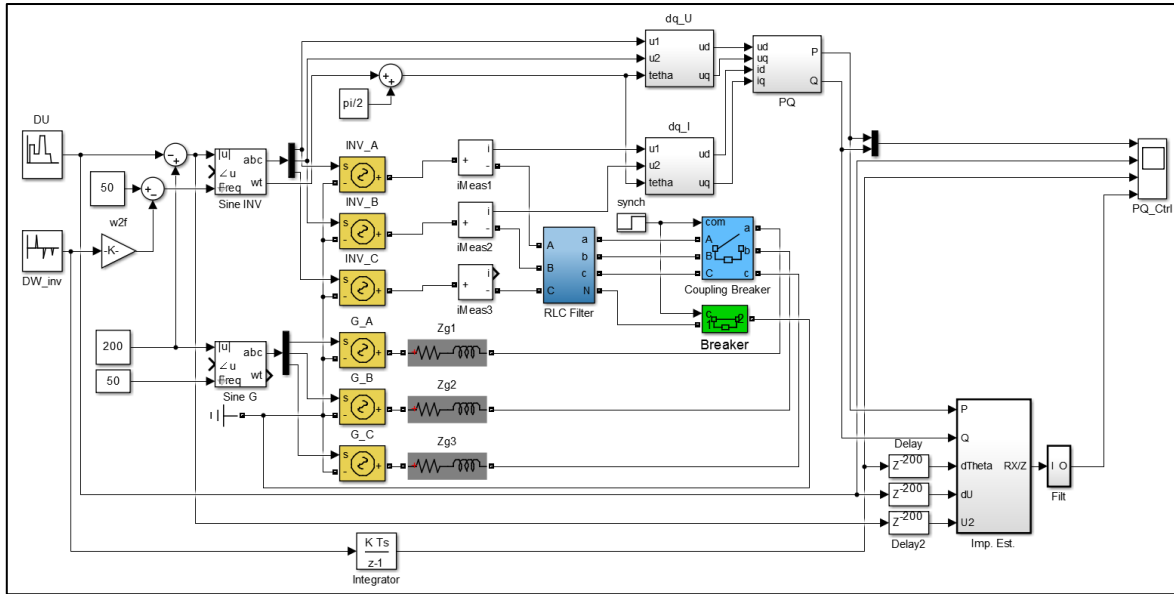 dq_U
u1
u2
tetha
ud
uq
ud
uq
id
iq
P
Q
PQ
pi/2
DU
|u|
∠u
Freq
abc
wt
Sine INV
50
w2f
-K-
DW_inv
INV_A
s
-
+
INV_B
s
-
+
INV_C
s
-
+
+
i
-
iMeas1
+
i
-
iMeas2
+
i
-
iMeas3
dq_I
u1
u2
tetha
ud
uq
synch
A
B
C
a
b
c
N
RLC Filter
com
A
B
C
a
b
c
Coupling Breaker
c
1
2
Breaker
PQ_Ctrl
200
50
|u|
∠u
Freq
abc
wt
Sine G
G_A
s
-
+
Zg1
G_B
s
-
+
Zg2
G_C
s
-
+
Zg3
Delay
Z-200
Z-200
Z-200
Delay2
P
Q
dTheta
dU
U2
RX/Z
Imp. Est.
I O
Filt
K Ts
z-1
Integrator